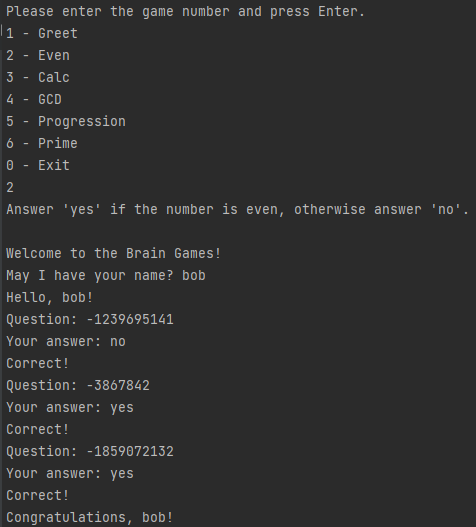 Please enter the game number and press Enter.
1 - Greet
2 - Even
3 - Calc
4 - GCD
5 - Progression
6 - Prime
0 - Exit
2
Answer 'yes' if the number is even, otherwise answer 'no'.
Welcome to the Brain Games!
May I have your name? bob
Hello, bob!
Question: -1239695141
Your answer: no
Correct!
Question: -3867842
Your answer: yes
Correct!
Question: -1859072132
Your answer: yes
Correct!
Congratulations, bob!